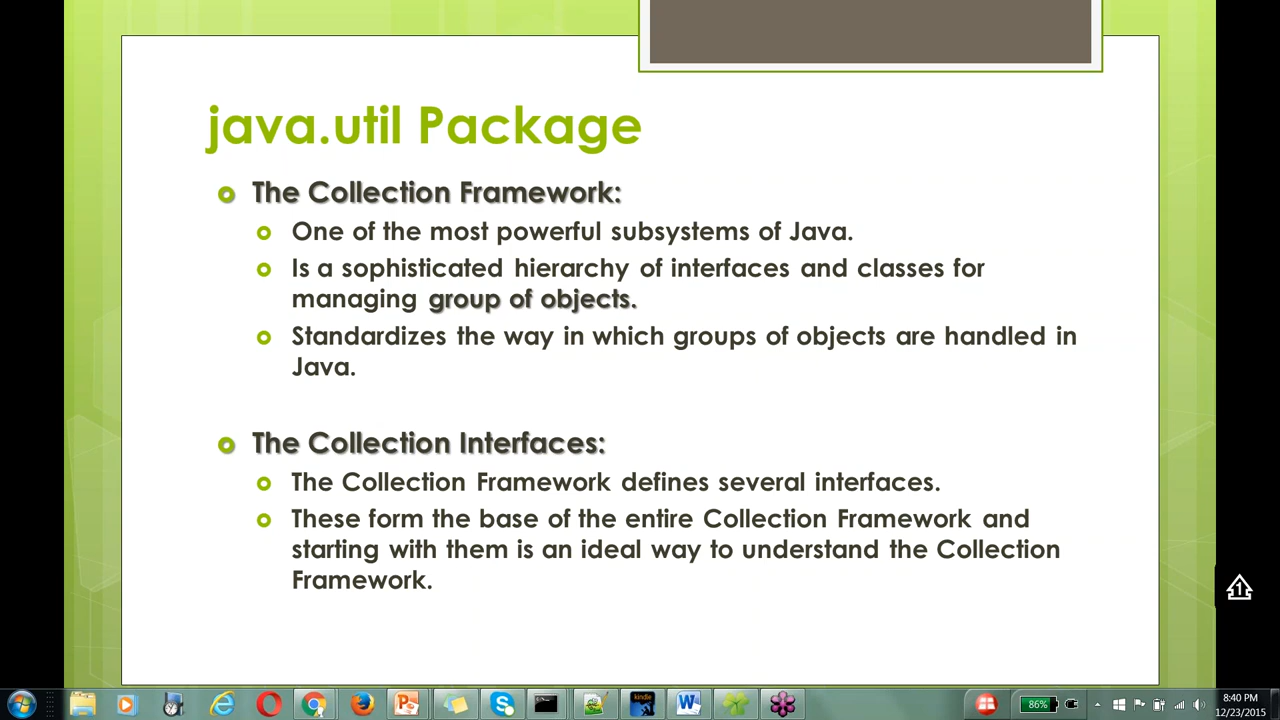 java.util Package
The Collection Framework:
One of the most powerful subsystems of Java.
Is a sophisticated hierarchy of interfaces and classes for
managing group of objects.
Standardizes the way in which groups of objects are handled in
Java.
The Collection Interfaces:
The Collection Framework defines several interfaces.
These form the base of the entire Collection Framework and
starting with them is an ideal way to understand the Collection
Framework.
1
kindle
86%
8:40 PM
12/23/2015